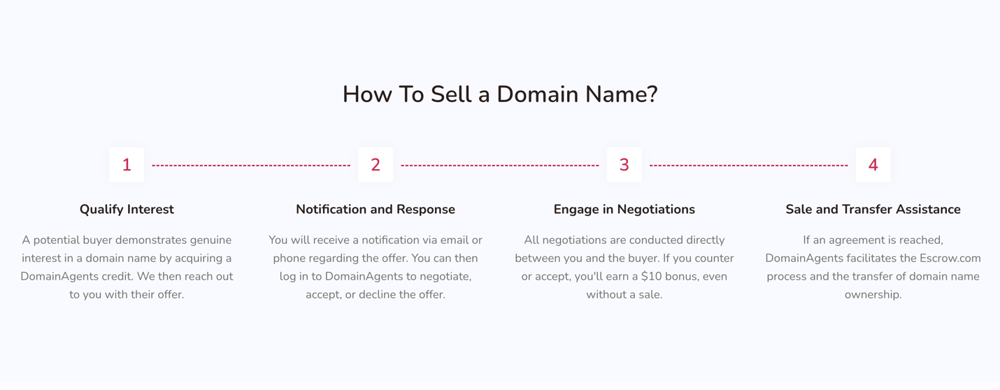 How To Sell a Domain Name?
1
2
3
4
Qualify Interest
A potential buyer demonstrates genuine
interest in a domain name by acquiring a
DomainAgents credit. We then reach out
to you with their offer.
Notification and Response
You will receive a notification via email or
phone regarding the offer. You can then
log in to DomainAgents to negotiate,
accept, or decline the offer.
Engage in Negotiations
All negotiations are conducted directly
between you and the buyer. If you counter
or accept, you'll earn a $10 bonus, even
without a sale.
Sale and Transfer Assistance
If an agreement is reached,
DomainAgents facilitates the Escrow.com
process and the transfer of domain name
ownership.